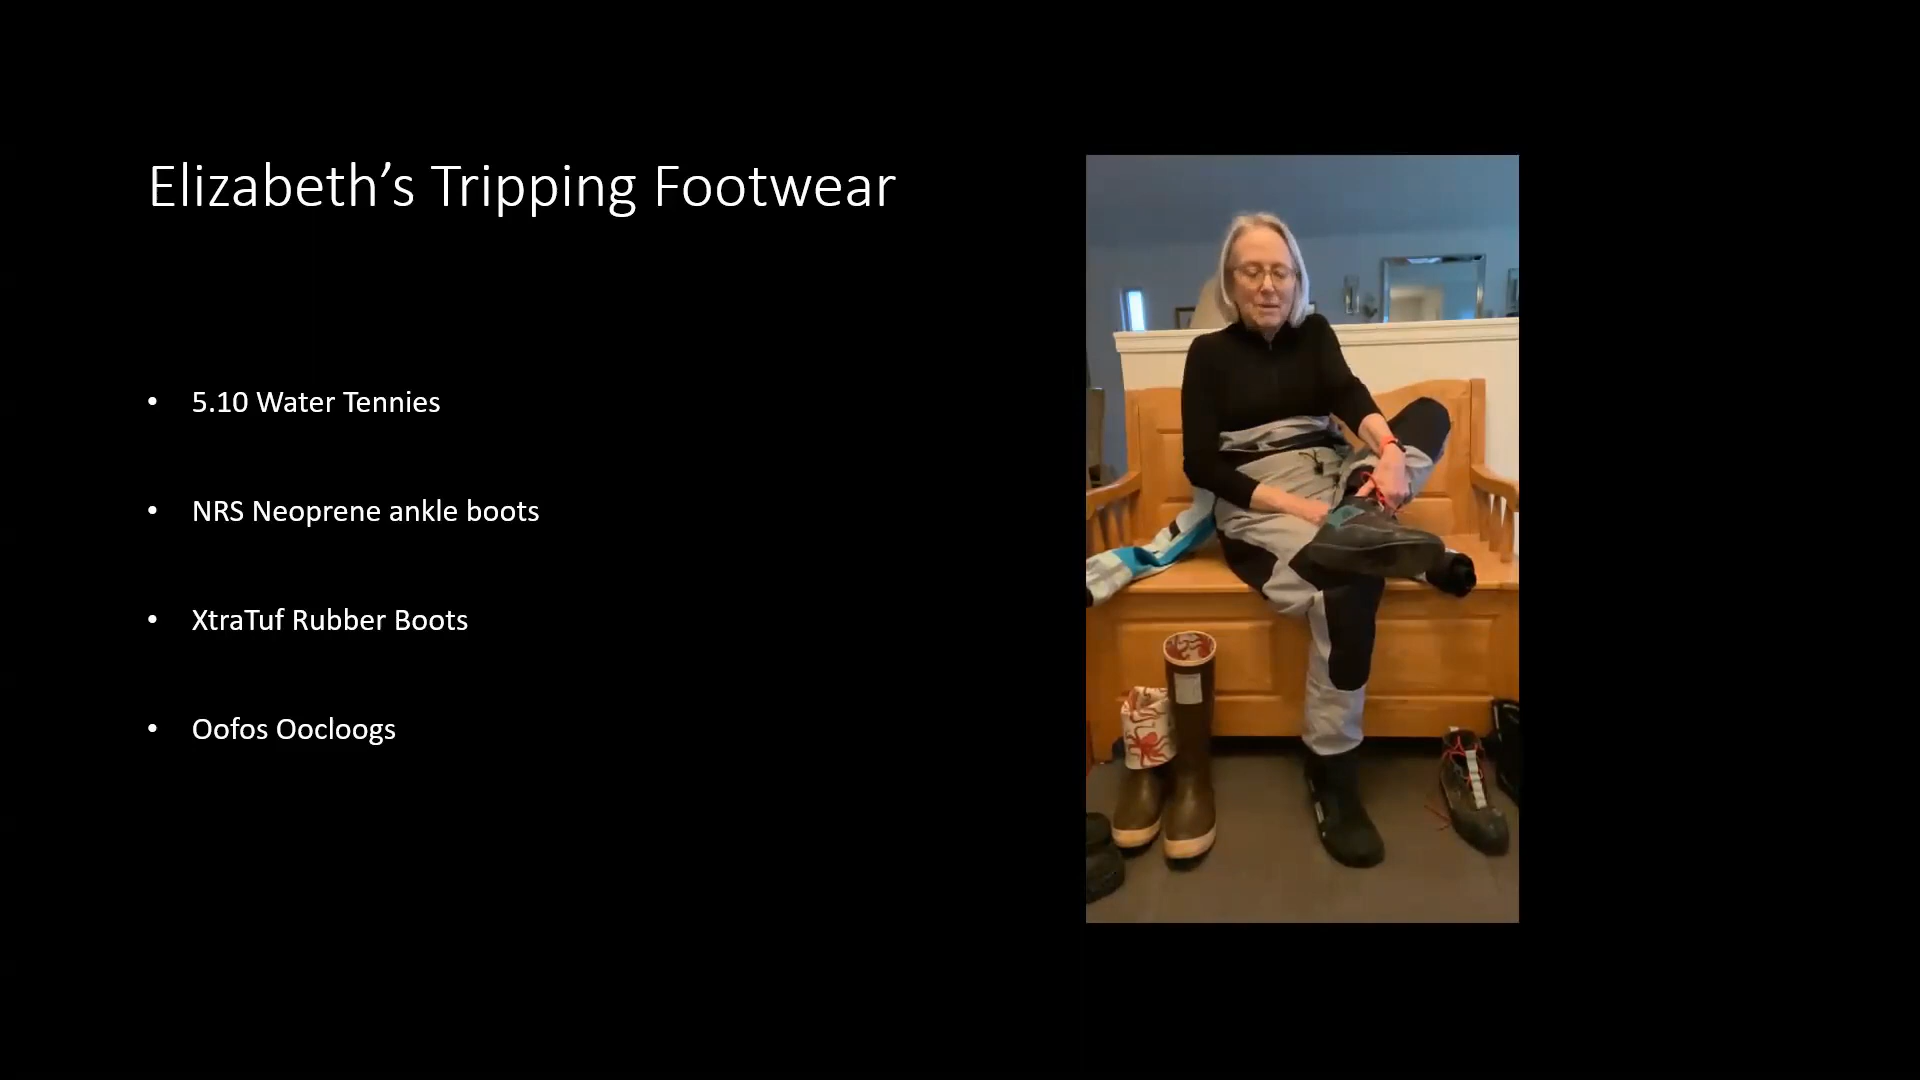 Elizabeth’s Tripping Footwear
• 5.10 Water Tennies
• NRS Neoprene ankle boots
• XtraTuf Rubber Boots
• Oofos Oocloogs